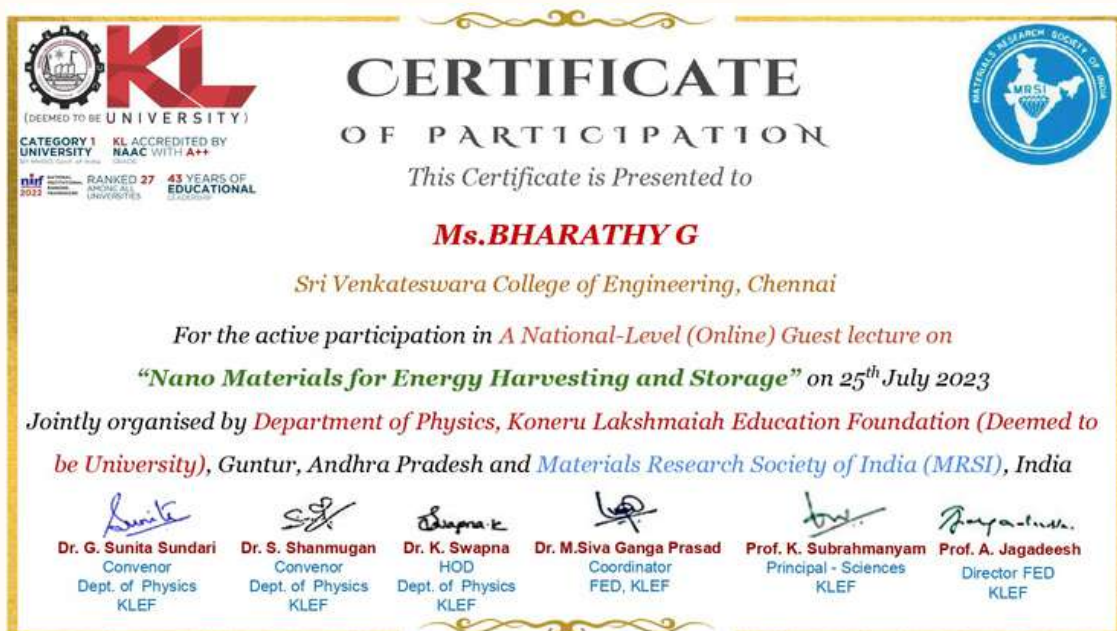 KL
(DEEMED TO BE UNIVERSITY)
CATEGORY 1 UNIVERSITY
KL ACCREDITED BY NAAC WITH A++ GRADE
nirf 2022
RANKED 27 AMONG ALL UNIVERSITIES
43 YEARS OF EDUCATIONAL LEADERSHIP
MATERIALS RESEARCH SOCIETY OF INDIA
MRSI
CERTIFICATE
OF PARTICIPATION
This Certificate is Presented to
Ms.BHARATHY G
Sri Venkateswara College of Engineering, Chennai
For the active participation in A National-Level (Online) Guest lecture on
“Nano Materials for Energy Harvesting and Storage” on 25th July 2023
Jointly organised by Department of Physics, Koneru Lakshmaiah Education Foundation (Deemed to
be University), Guntur, Andhra Pradesh and Materials Research Society of India (MRSI), India
Dr. G. Sunita Sundari
Convenor
Dept. of Physics
KLEF
Dr. S. Shanmugan
Convenor
Dept. of Physics
KLEF
Dr. K. Swapna
HOD
Dept. of Physics
KLEF
Dr. M.Siva Ganga Prasad
Coordinator
FED, KLEF
Prof. K. Subrahmanyam
Principal - Sciences
KLEF
Prof. A. Jagadeesh
Director FED
KLEF